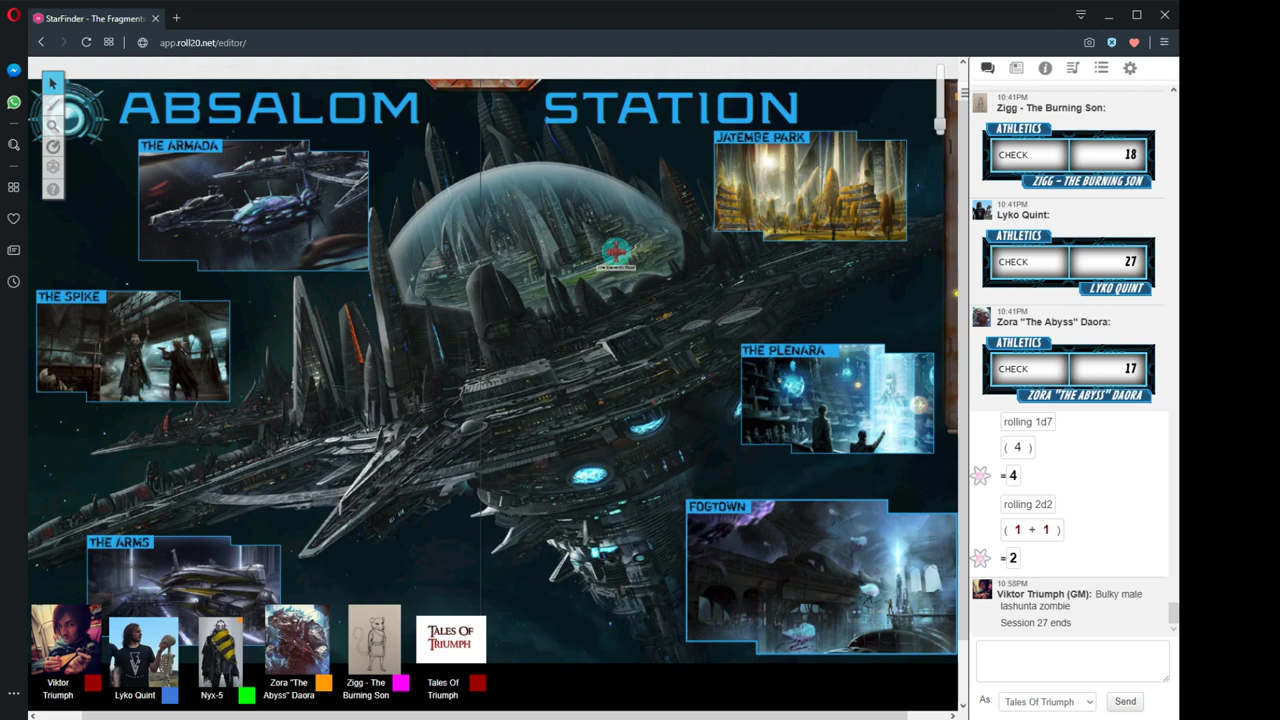 StarFinder - The Fragments
app.roll20.net/editor/
ABSALOM STATION
THE ARMADA
JATEMBE PARK
THE SPIKE
THE PLENARA
FOGTOWN
THE ARMS
TALES OF
TRIUMPH
Viktor
Triumph
Lyko Quint
Nyx-5
Zora "The
Abyss" Daora
Zigg - The
Burning Son
Tales Of
Triumph
10:41PM
Zigg - The Burning Son:
ATHLETICS
CHECK 18
ZIGG - THE BURNING SON
10:41PM
Lyko Quint:
ATHLETICS
CHECK 27
LYKO QUINT
10:41PM
Zora "The Abyss" Daora:
ATHLETICS
CHECK 17
ZORA "THE ABYSS" DAORA
rolling 1d7
( 4 )
= 4
rolling 2d2
( 1 + 1 )
= 2
10:58PM
Viktor Triumph (GM): Bulky male
lashunta zombie
Session 27 ends
As: Tales Of Triumph Send